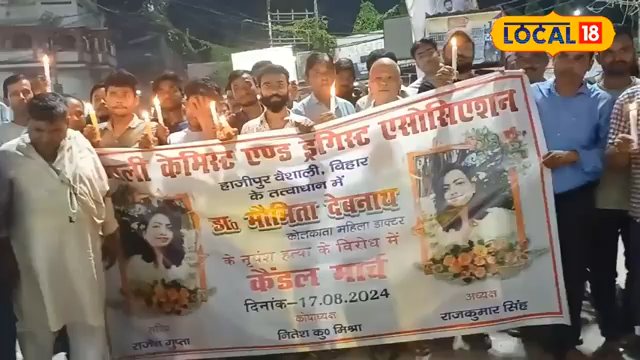 LOCAL 18
ली केमिस्ट एण्ड ड्रगिस्ट एसोसिएशन
हाजीपुर वैशाली, बिहार
के तत्वाधान में
डा० मोमिता देबनाथ
कोलकाता महिला डाक्टर
के नृषंश हत्या के विरोध में
कैंडल मार्च
दिनांक-17.08.2024
सचिव
राजेश गुप्ता
कोषाध्यक्ष
नितेश कु० मिश्रा
अध्यक्ष
राजकुमार सिंह